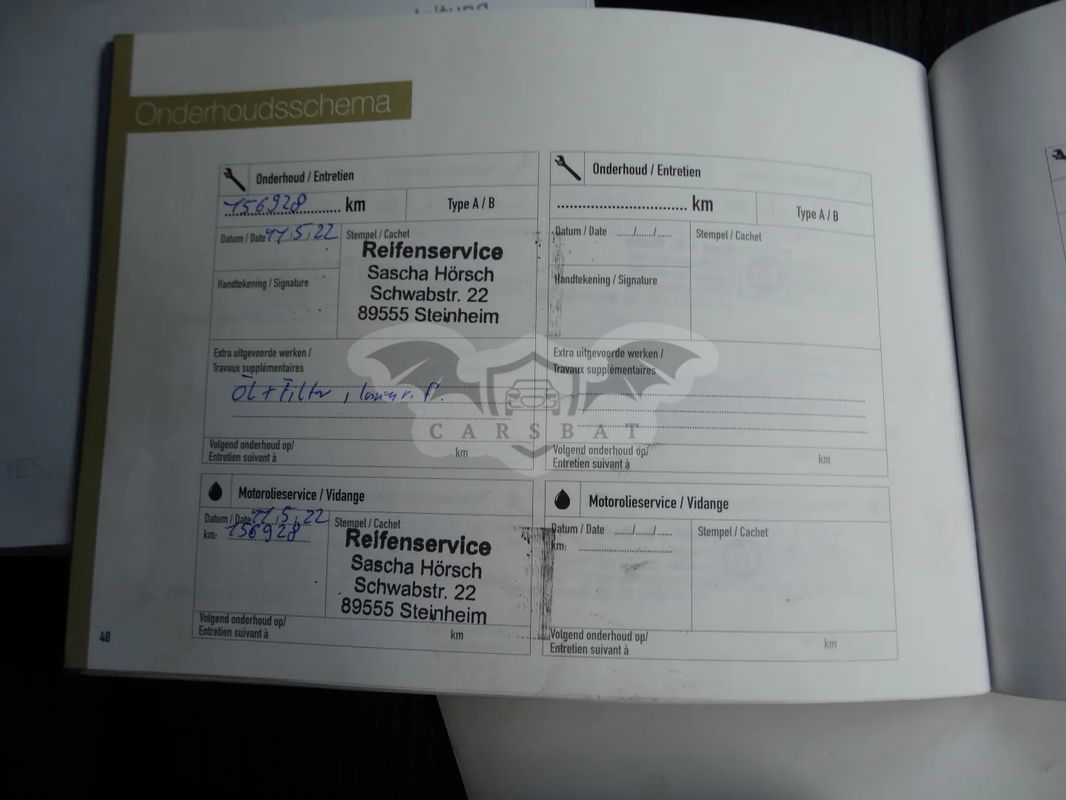 Onderhoudsschema
Onderhoud / Entretien
156928 km
Type A / B
Datum / Date 11.5.22
Stempel / Cachet
Reifenservice
Sascha Hörsch
Schwabstr. 22
89555 Steinheim
Handtekening / Signature
Extra uitgevoerde werken /
Travaux supplémentaires
Öl + Filter,
Volgend onderhoud op/
Entretien suivant à
km
Onderhoud / Entretien
km
Type A / B
Datum / Date ....../....../......
Stempel / Cachet
Handtekening / Signature
Extra uitgevoerde werken /
Travaux supplémentaires
Volgend onderhoud op/
Entretien suivant à
km
CARSBAT
Motorolieservice / Vidange
Datum / Date 11.5.22
km: 156928
Stempel / Cachet
Reifenservice
Sascha Hörsch
Schwabstr. 22
89555 Steinheim
Volgend onderhoud op/
Entretien suivant à
km
Motorolieservice / Vidange
Datum / Date ....../....../......
km:
Stempel / Cachet
Volgend onderhoud op/
Entretien suivant à
km
48